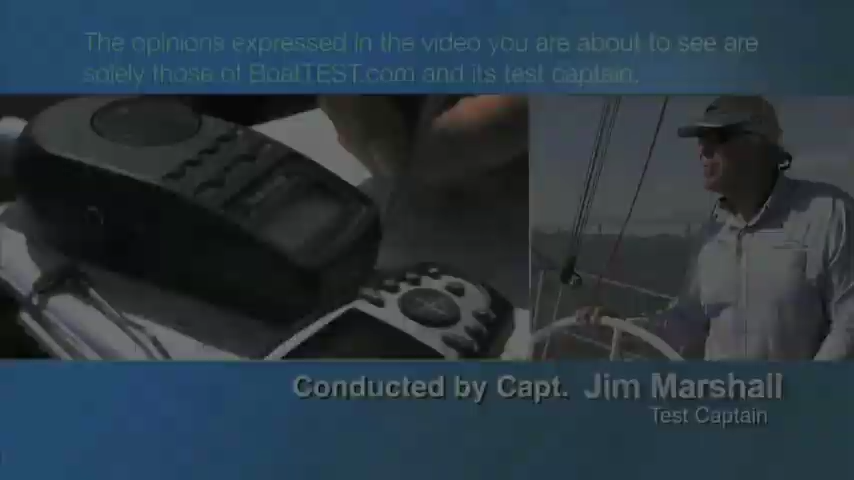 The opinions expressed in the video you are about to see are
solely those of BoatTEST.com and its test captain.
Conducted by Capt. Jim Marshall
Test Captain